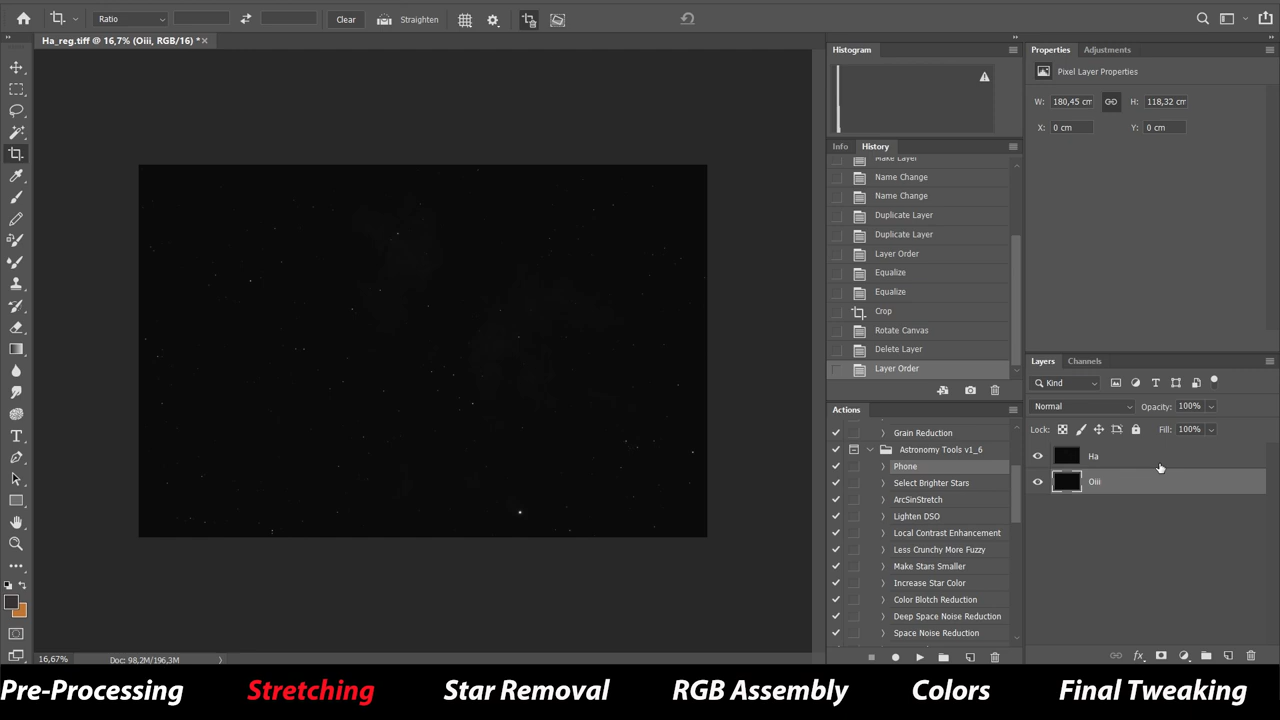 Ratio
Clear
Straighten
Ha_reg.tiff @ 16,7% (Oiii, RGB/16) *
Histogram
Properties
Adjustments
Pixel Layer Properties
W: 180,45 cm
H: 118,32 cm
X: 0 cm
Y: 0 cm
Info
History
Make Layer
Name Change
Name Change
Duplicate Layer
Duplicate Layer
Layer Order
Equalize
Equalize
Crop
Rotate Canvas
Delete Layer
Layer Order
Layers
Channels
Kind
Normal
Opacity: 100%
Lock:
Fill: 100%
Ha
Oiii
Actions
Grain Reduction
Astronomy Tools v1_6
Phone
Select Brighter Stars
ArcSinStretch
Lighten DSO
Local Contrast Enhancement
Less Crunchy More Fuzzy
Make Stars Smaller
Increase Star Color
Color Blotch Reduction
Deep Space Noise Reduction
Space Noise Reduction
16,67%
Doc: 98,2M/196,3M
Pre-Processing
Stretching
Star Removal
RGB Assembly
Colors
Final Tweaking